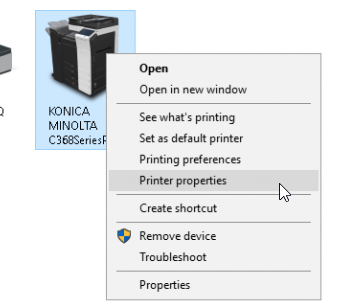 Q
KONICA
MINOLTA
C368SeriesP
Open
Open in new window
See what's printing
Set as default printer
Printing preferences
Printer properties
Create shortcut
Remove device
Troubleshoot
Properties